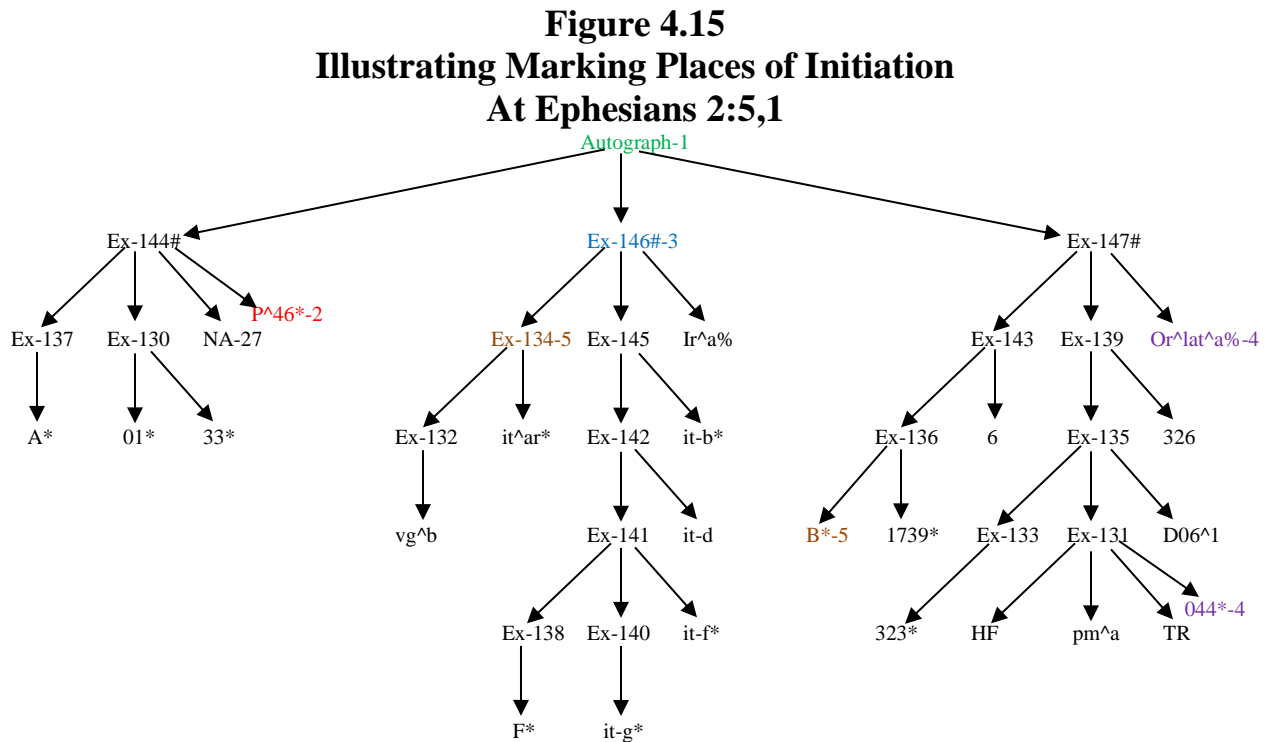 Figure 4.15
Illustrating Marking Places of Initiation
At Ephesians 2:5,1
Autograph-1
Ex-144# Ex-146#-3 Ex-147#
P^46*-2
Ex-137 Ex-130 NA-27 Ex-134-5 Ex-145 Ir^a% Ex-143 Ex-139 Or^lat^a%-4
A* 01* 33* Ex-132 it^ar* Ex-142 it-b* Ex-136 6 Ex-135 326
vg^b Ex-141 it-d B*-5 1739* Ex-133 Ex-131 D06^1
044*-4
Ex-138 Ex-140 it-f* 323* HF pm^a TR
F* it-g*